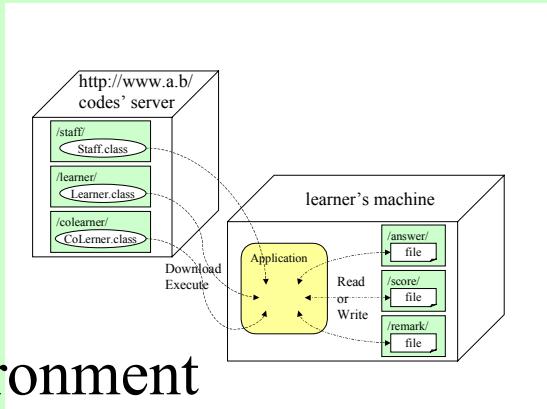 http://www.a.b/
codes’ server
/staff/
Staff.class
/learner/
Learner.class
/colearner/
CoLerner.class
Download
Execute
learner’s machine
Application
Read
or
Write
/answer/
file
/score/
file
/remark/
file
ronment